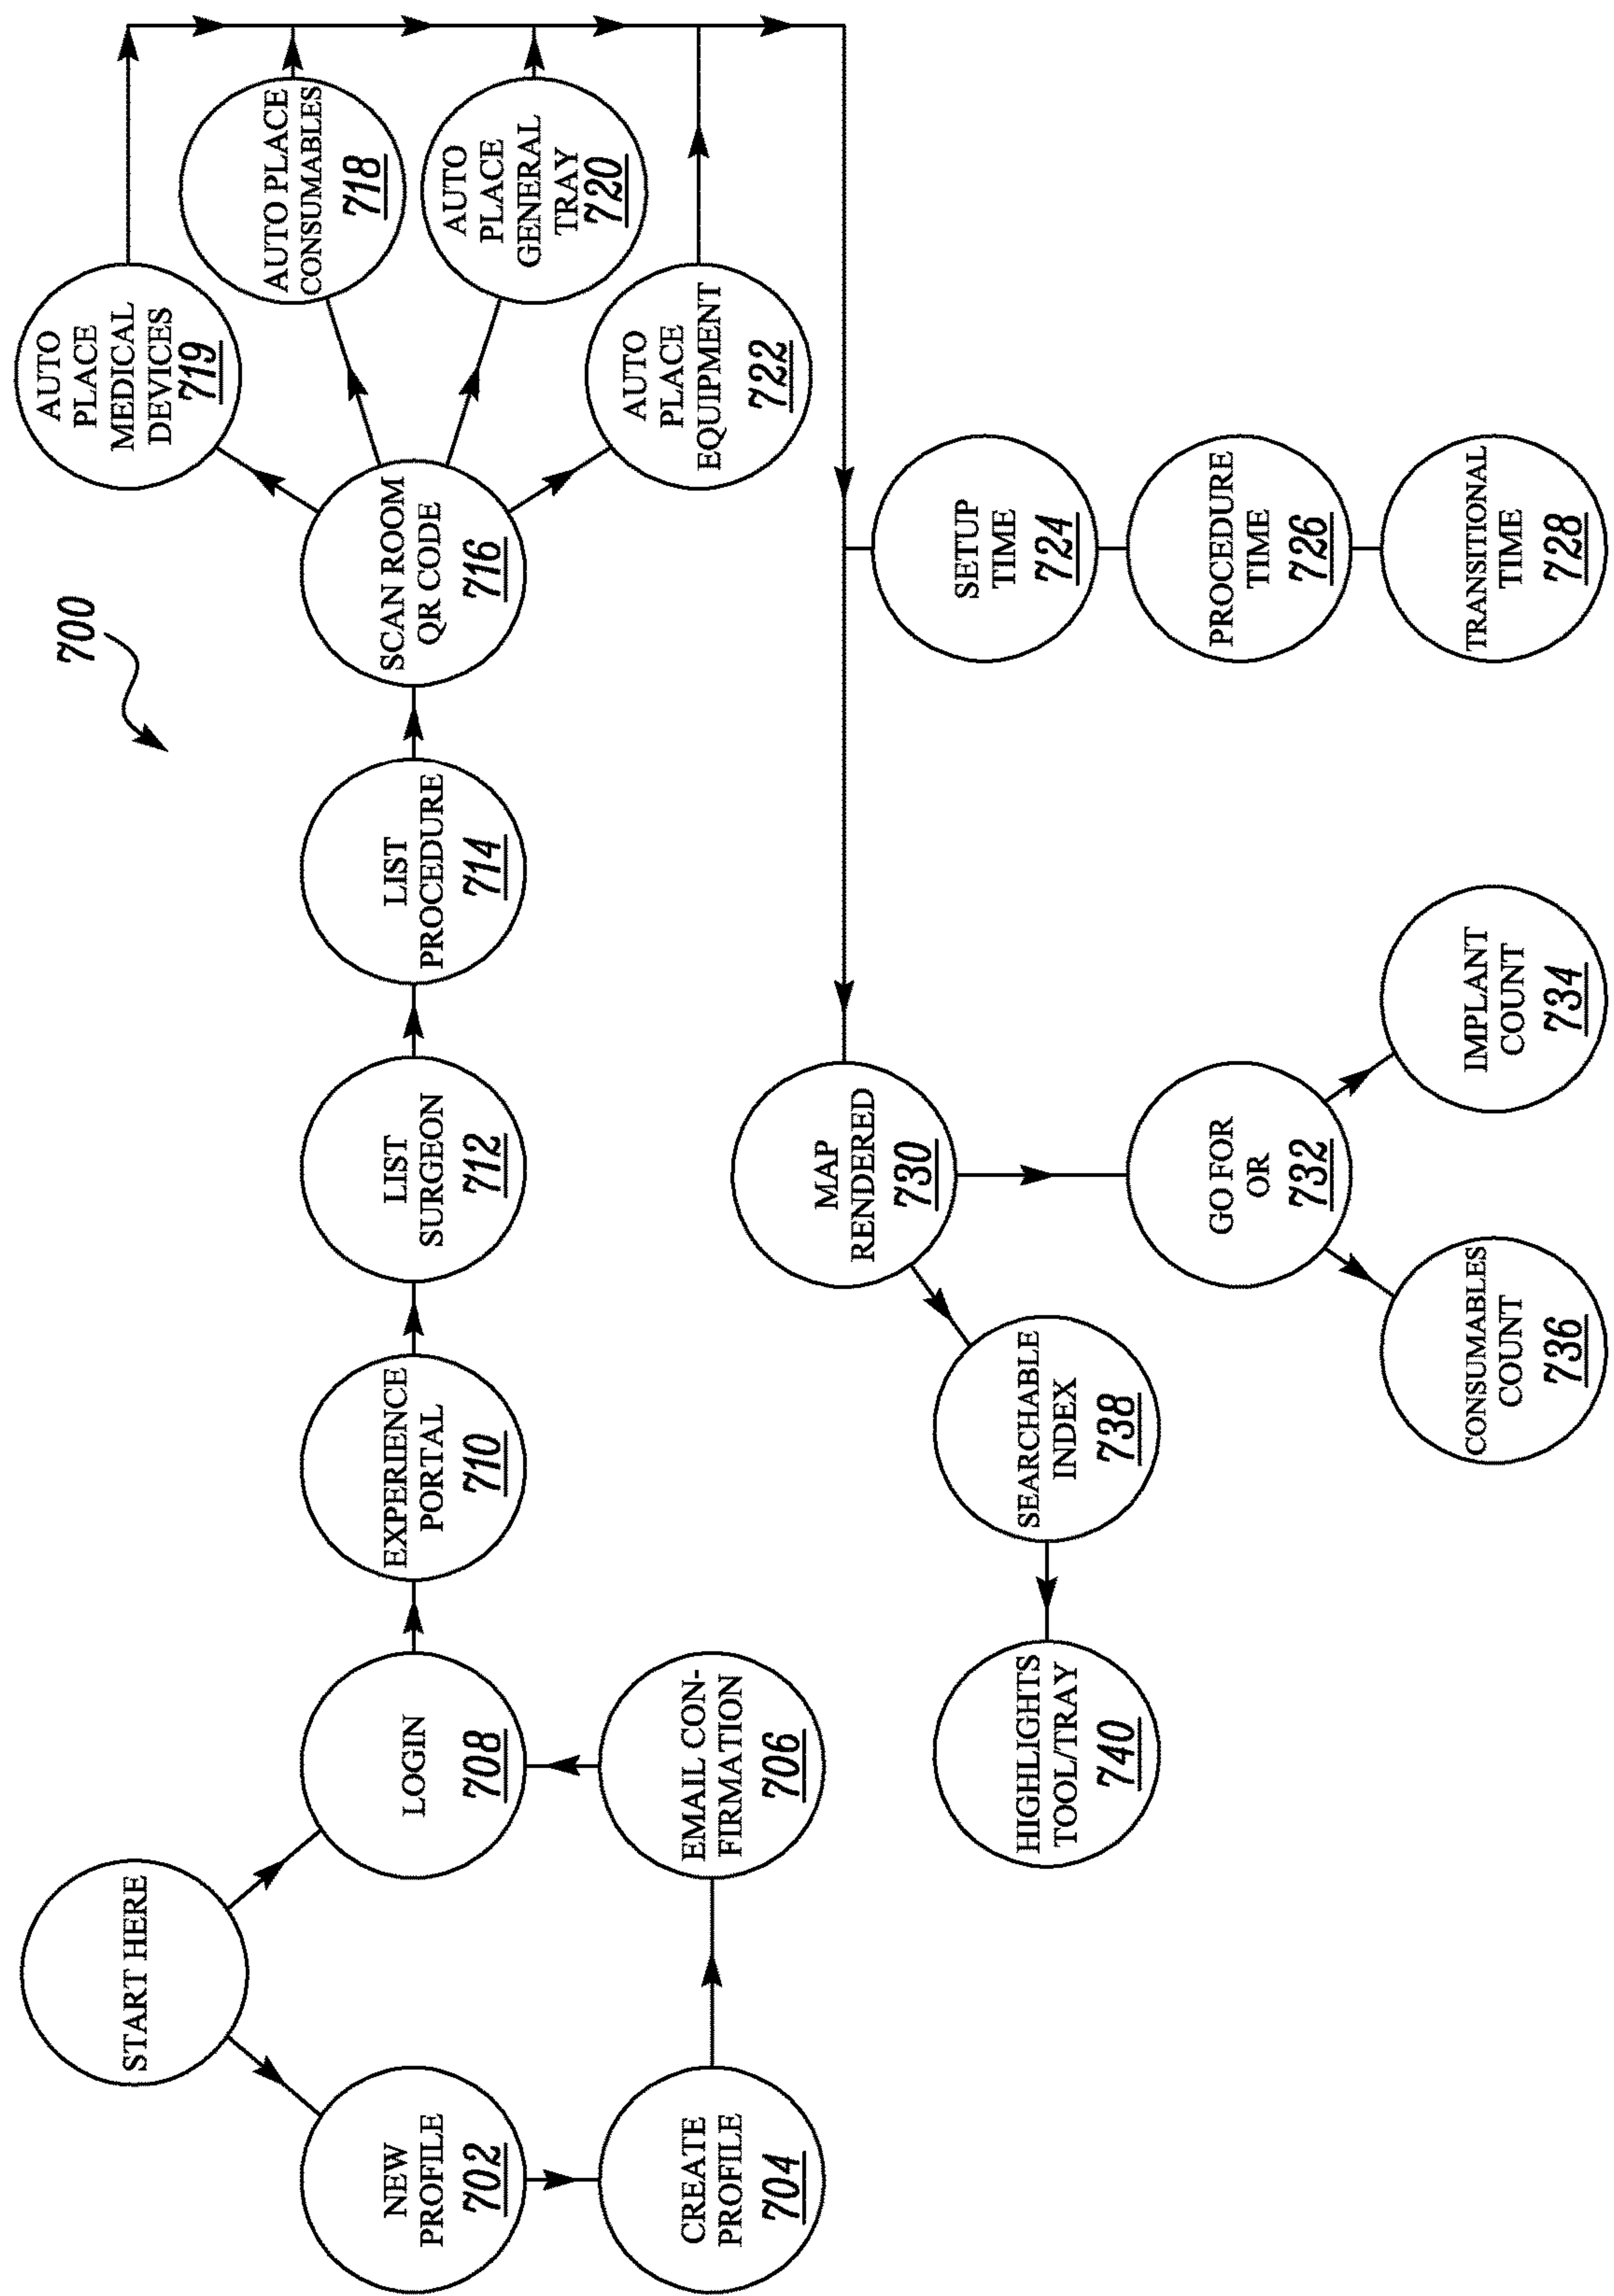 700
START HERE
NEW
PROFILE
702
CREATE
PROFILE
704
EMAIL CON-
FIRMATION
706
LOGIN
708
EXPERIENCE
PORTAL
710
LIST
SURGEON
712
LIST
PROCEDURE
714
SCAN ROOM
QR CODE
716
AUTO
PLACE
MEDICAL
DEVICES
719
AUTO PLACE
CONSUMABLES
718
AUTO
PLACE
GENERAL
TRAY
720
AUTO
PLACE
EQUIPMENT
722
SETUP
TIME
724
PROCEDURE
TIME
726
TRANSITIONAL
TIME
728
MAP
RENDERED
730
GO FOR
OR
732
IMPLANT
COUNT
734
CONSUMABLES
COUNT
736
SEARCHABLE
INDEX
738
HIGHLIGHTS
TOOL/TRAY
740